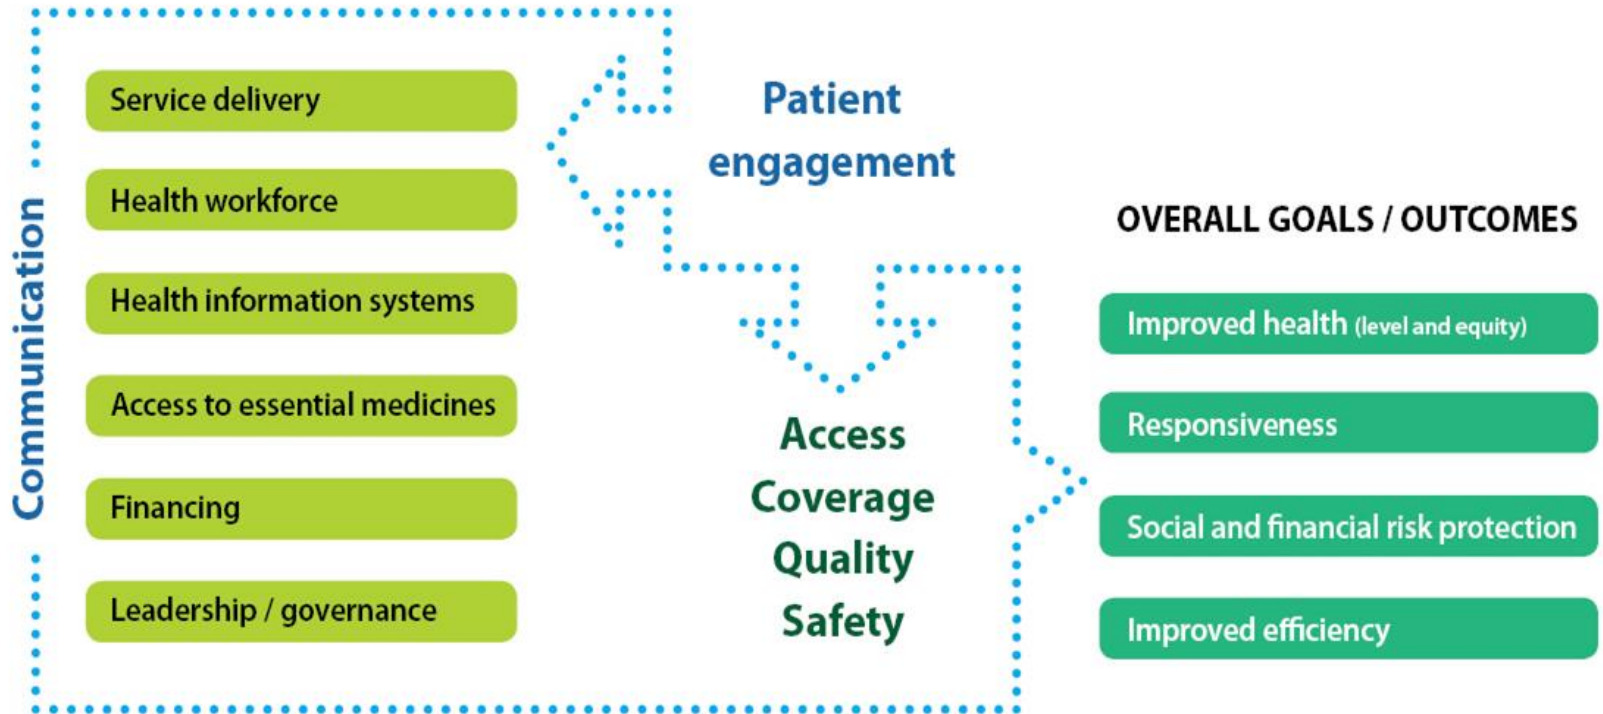 Communication
Service delivery
Health workforce
Health information systems
Access to essential medicines
Financing
Leadership / governance
Patient
engagement
Access
Coverage
Quality
Safety
OVERALL GOALS / OUTCOMES
Improved health (level and equity)
Responsiveness
Social and financial risk protection
Improved efficiency